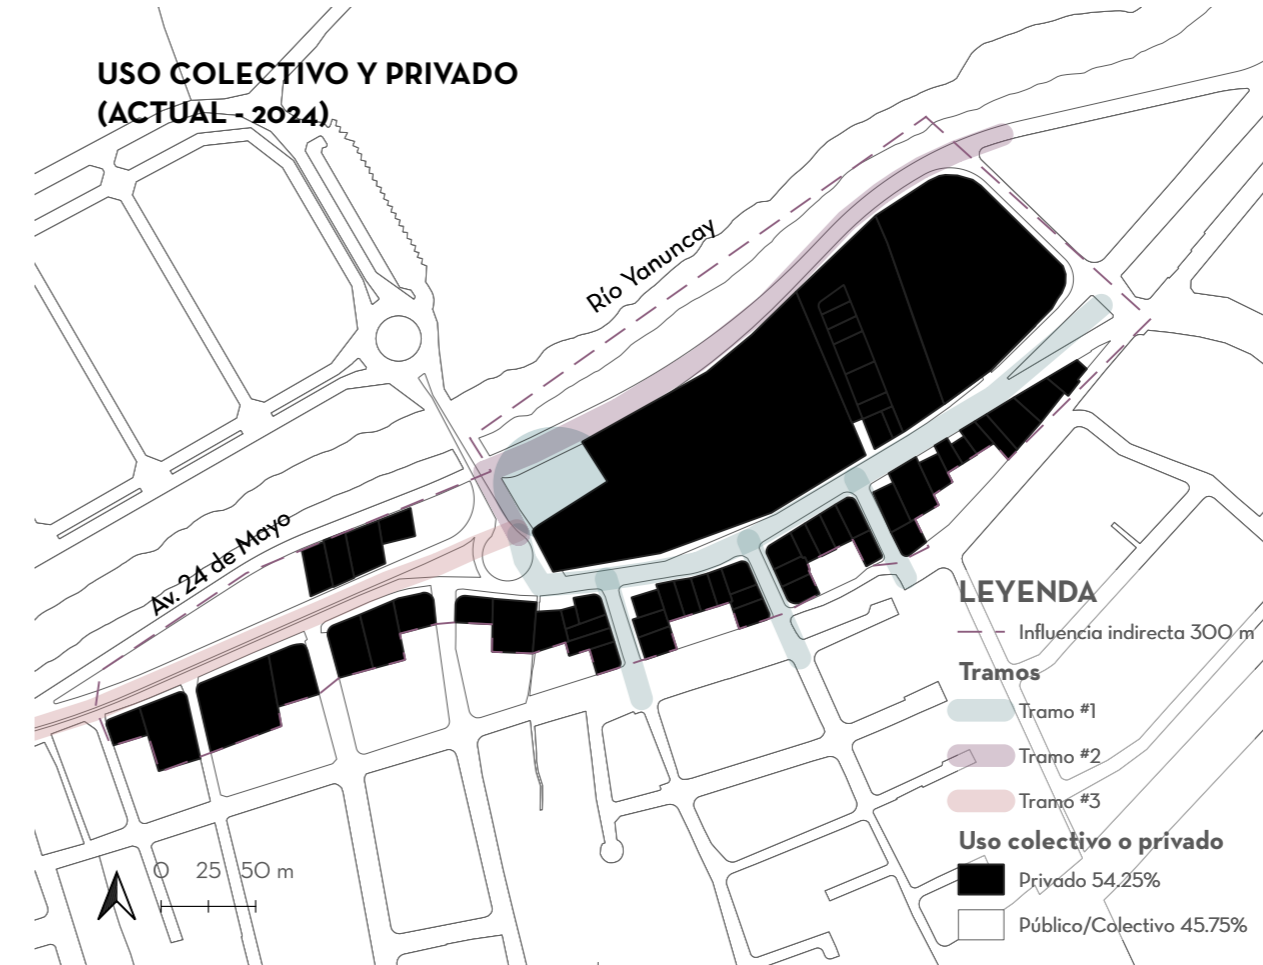 USO COLECTIVO Y PRIVADO
(ACTUAL - 2024)
Río Yanuncay
Av. 24 de Mayo
LEYENDA
Influencia indirecta 300 m
Tramos
Tramo #1
Tramo #2
Tramo #3
Uso colectivo o privado
Privado 54.25%
Público/Colectivo 45.75%
0 25 50 m